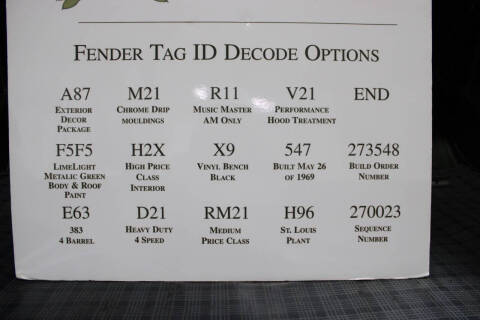 FENDER TAG ID DECODE OPTIONS
A87 M21 R11 V21 END
EXTERIOR CHROME DRIP MUSIC MASTER PERFORMANCE
DECOR MOULDINGS AM ONLY HOOD TREATMENT
PACKAGE
F5F5 H2X X9 547 273548
LIMELIGHT HIGH PRICE VINYL BENCH BUILT MAY 26 BUILD ORDER
METALIC GREEN CLASS BLACK OF 1969 NUMBER
BODY & ROOF INTERIOR
PAINT
E63 D21 RM21 H96 270023
383 HEAVY DUTY MEDIUM ST. LOUIS SEQUENCE
4 BARREL 4 SPEED PRICE CLASS PLANT NUMBER